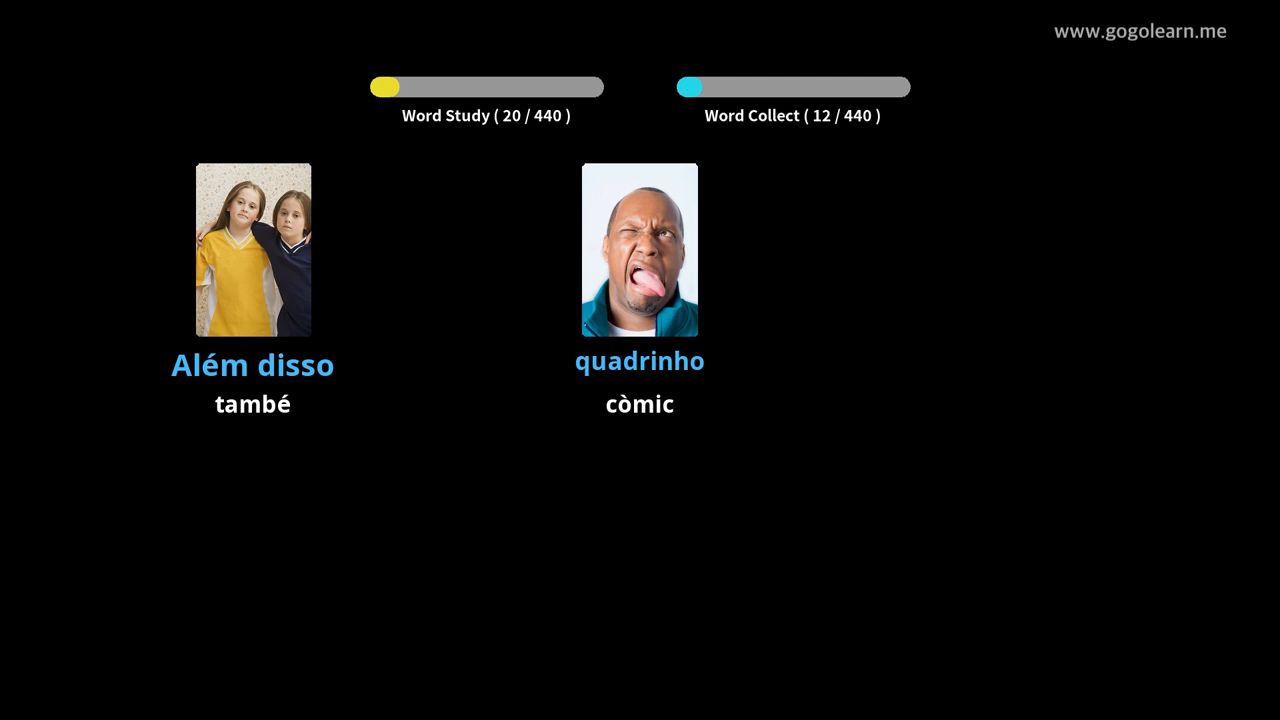 www.gogolearn.me
Word Study ( 20 / 440 )
Word Collect ( 12 / 440 )
Além disso
quadrinho
també
còmic